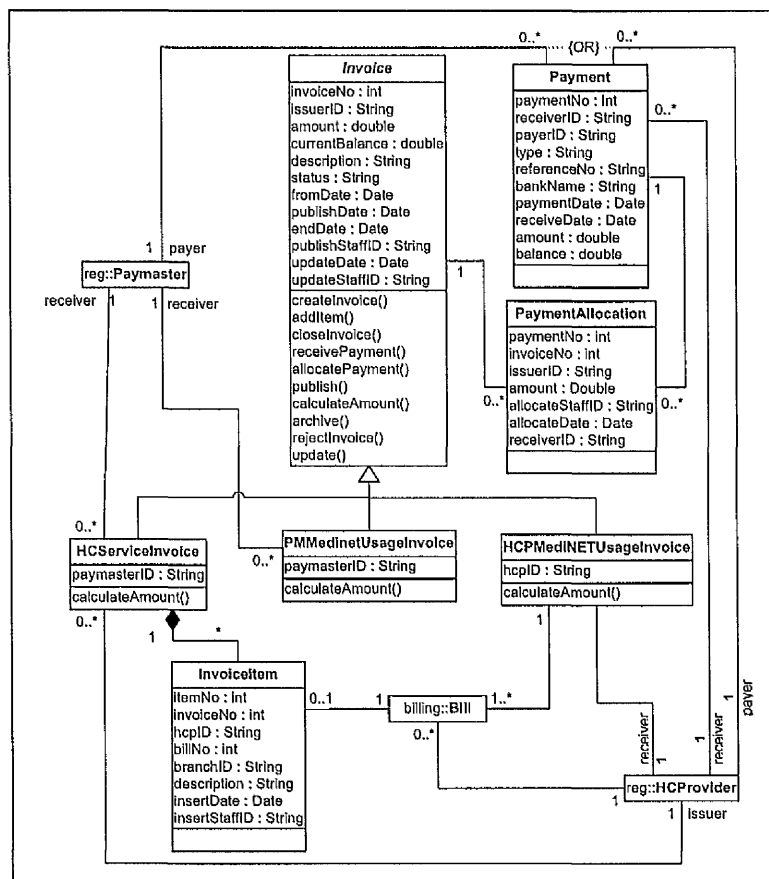 0..*
{OR}
0..*
1
Invoice
invoiceNo : int
issuerID : String
amount : double
currentBalance : double
description : String
status : String
fromDate : Date
publishDate : Date
endDate : Date
publishStaffID : String
updateDate : Date
updateStaffID : String
createInvoice()
addItem()
closeInvoice()
receivePayment()
allocatePayment()
publish()
calculateAmount()
archive()
rejectInvoice()
update()
Payment
paymentNo : int
receiverID : String
payerID : String
type : String
referenceNo : String
bankName : String
paymentDate : Date
receiveDate : Date
amount : double
balance : double
0..*
1
1 payer
reg::Paymaster
receiver 1
1 receiver
1
PaymentAllocation
paymentNo : int
invoiceNo : int
issuerID : String
amount : Double
allocateStaffID : String
allocateDate : Date
receiverID : String
0..*
0..*
0..*
HCServiceInvoice
paymasterID : String
calculateAmount()
0..*
0..*
PMMedinetUsageInvoice
paymasterID : String
calculateAmount()
HCPMediNETUsageInvoice
hcpID : String
calculateAmount()
1
*
1
InvoiceItem
itemNo : int
invoiceNo : int
hcpID : String
billNo : int
branchID : String
description : String
insertDate : Date
insertStaffID : String
0..1
1
billing::Bill
1..*
0..*
receiver
1
1
1
payer
reg::HCProvider
1
1 issuer